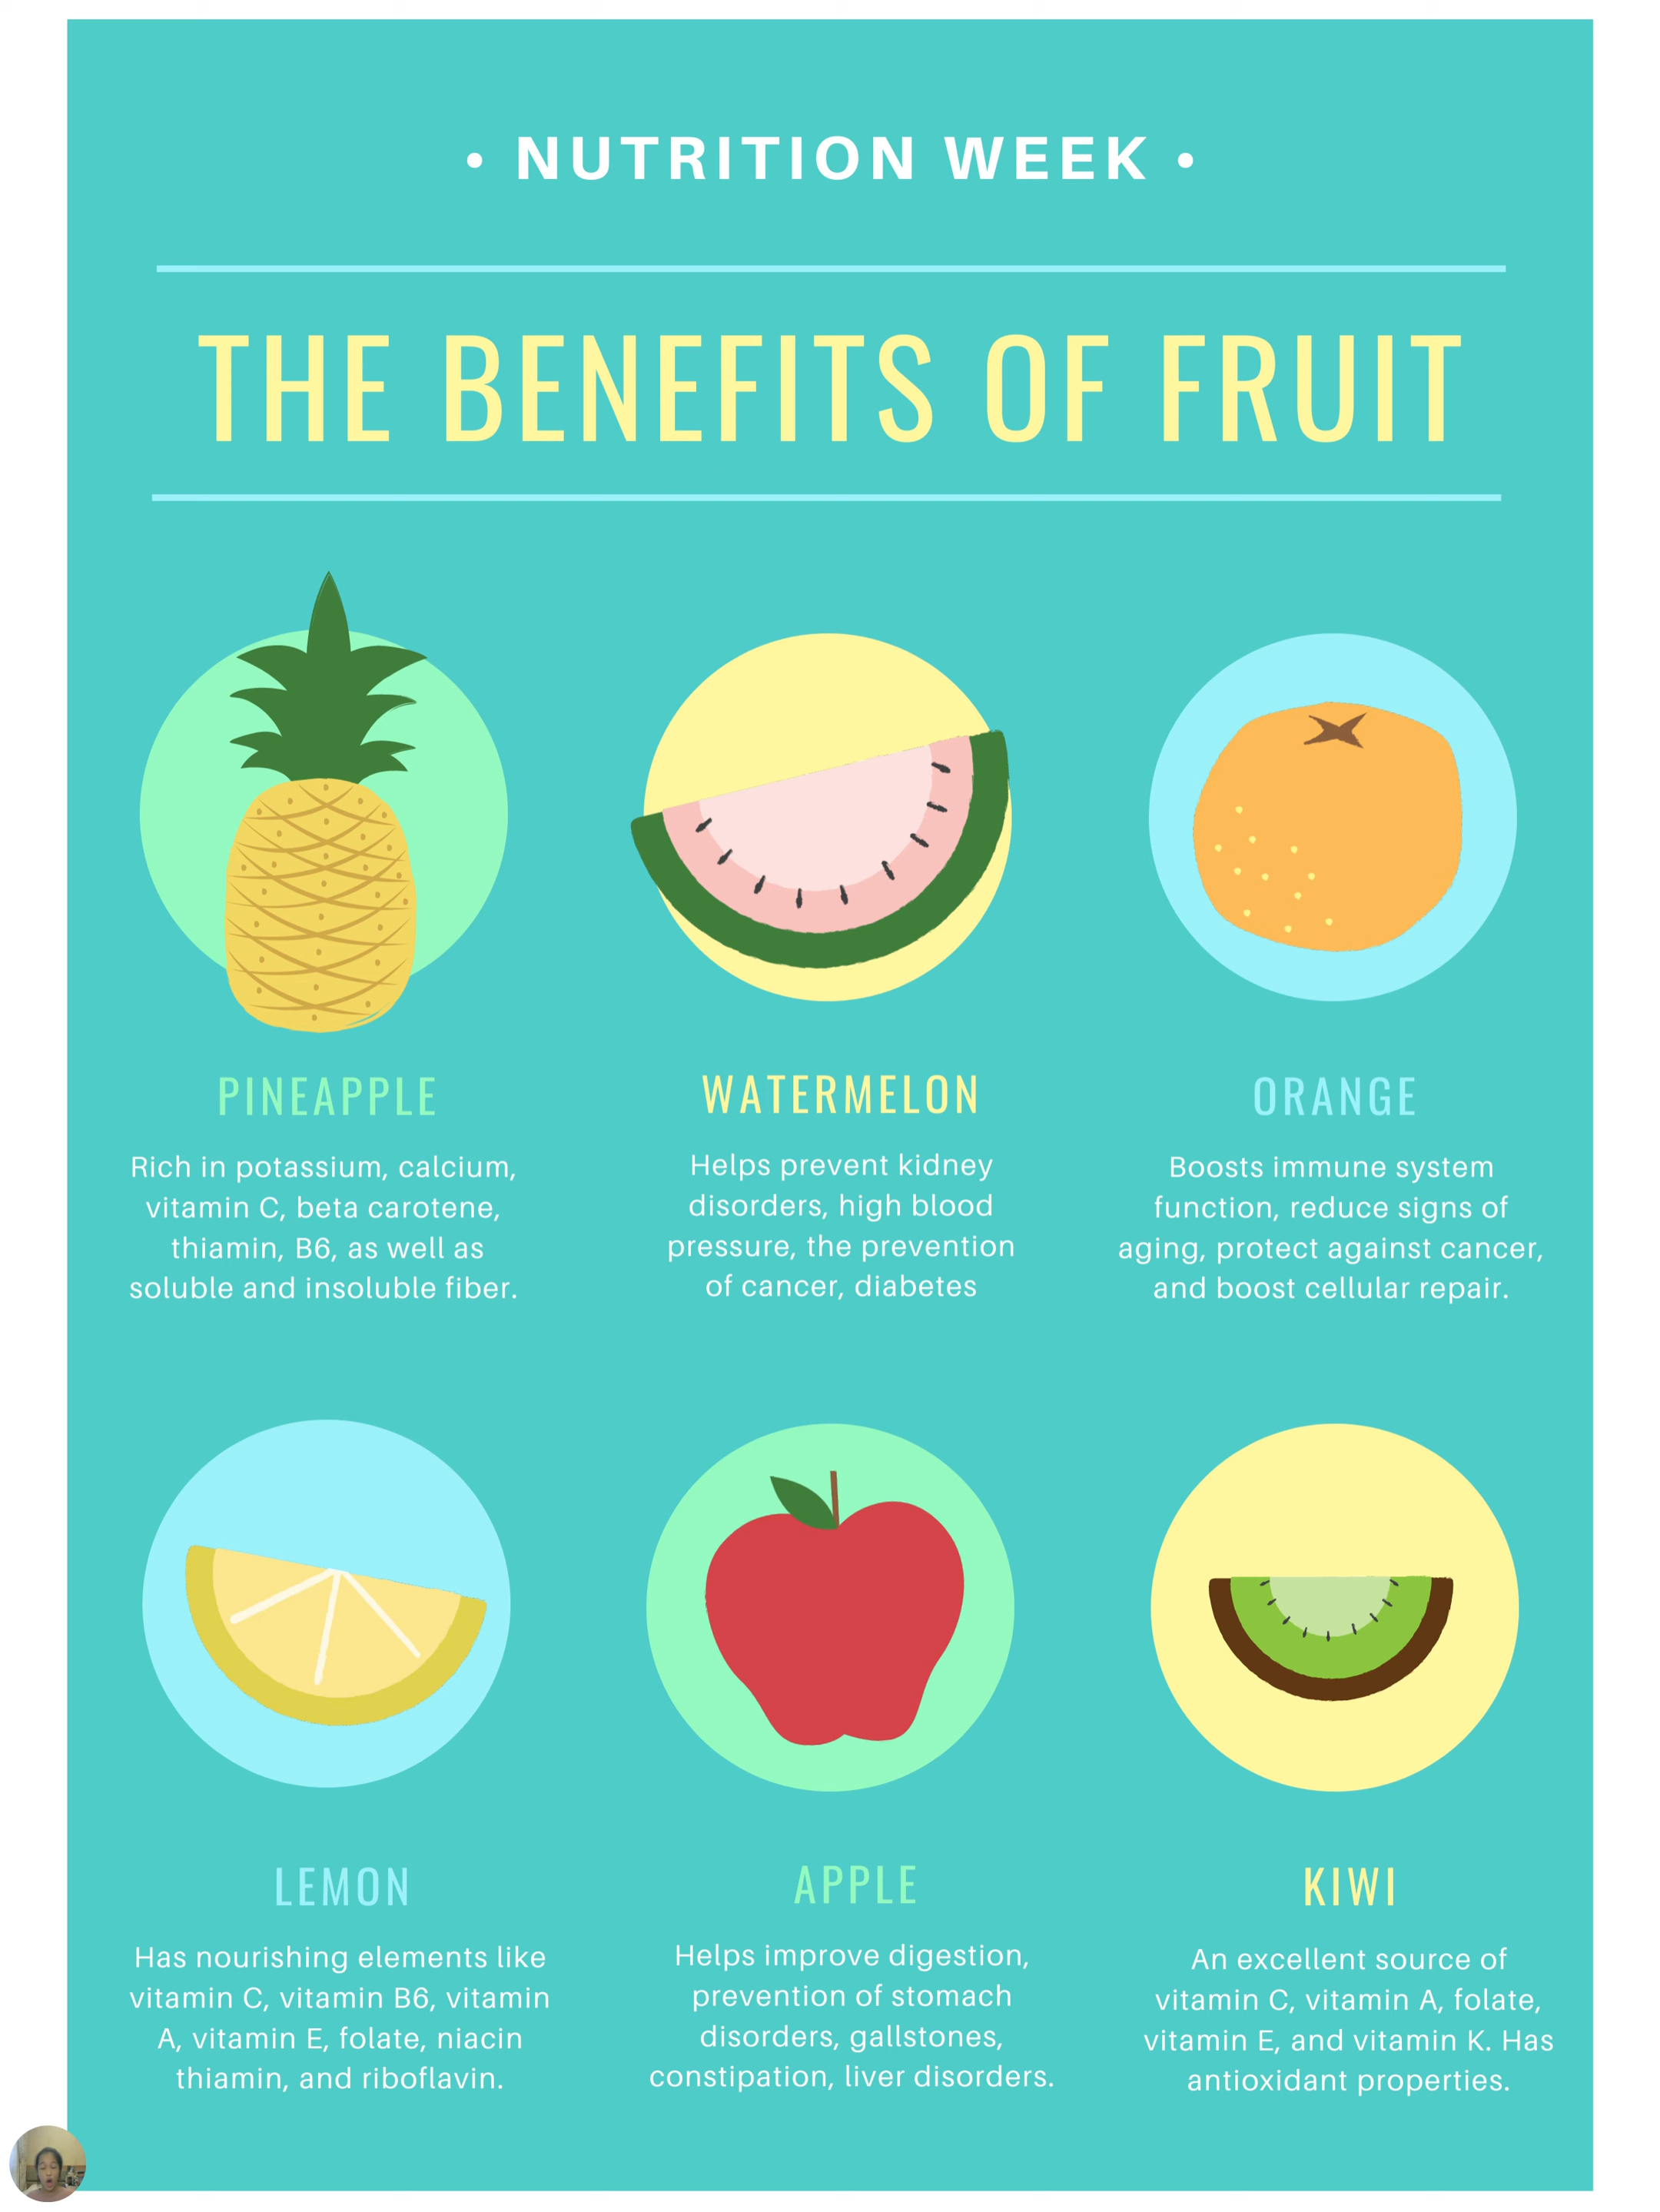 • NUTRITION WEEK •
THE BENEFITS OF FRUIT
PINEAPPLE
Rich in potassium, calcium,
vitamin C, beta carotene,
thiamin, B6, as well as
soluble and insoluble fiber.
WATERMELON
Helps prevent kidney
disorders, high blood
pressure, the prevention
of cancer, diabetes
ORANGE
Boosts immune system
function, reduce signs of
aging, protect against cancer,
and boost cellular repair.
LEMON
Has nourishing elements like
vitamin C, vitamin B6, vitamin
A, vitamin E, folate, niacin
thiamin, and riboflavin.
APPLE
Helps improve digestion,
prevention of stomach
disorders, gallstones,
constipation, liver disorders.
KIWI
An excellent source of
vitamin C, vitamin A, folate,
vitamin E, and vitamin K. Has
antioxidant properties.